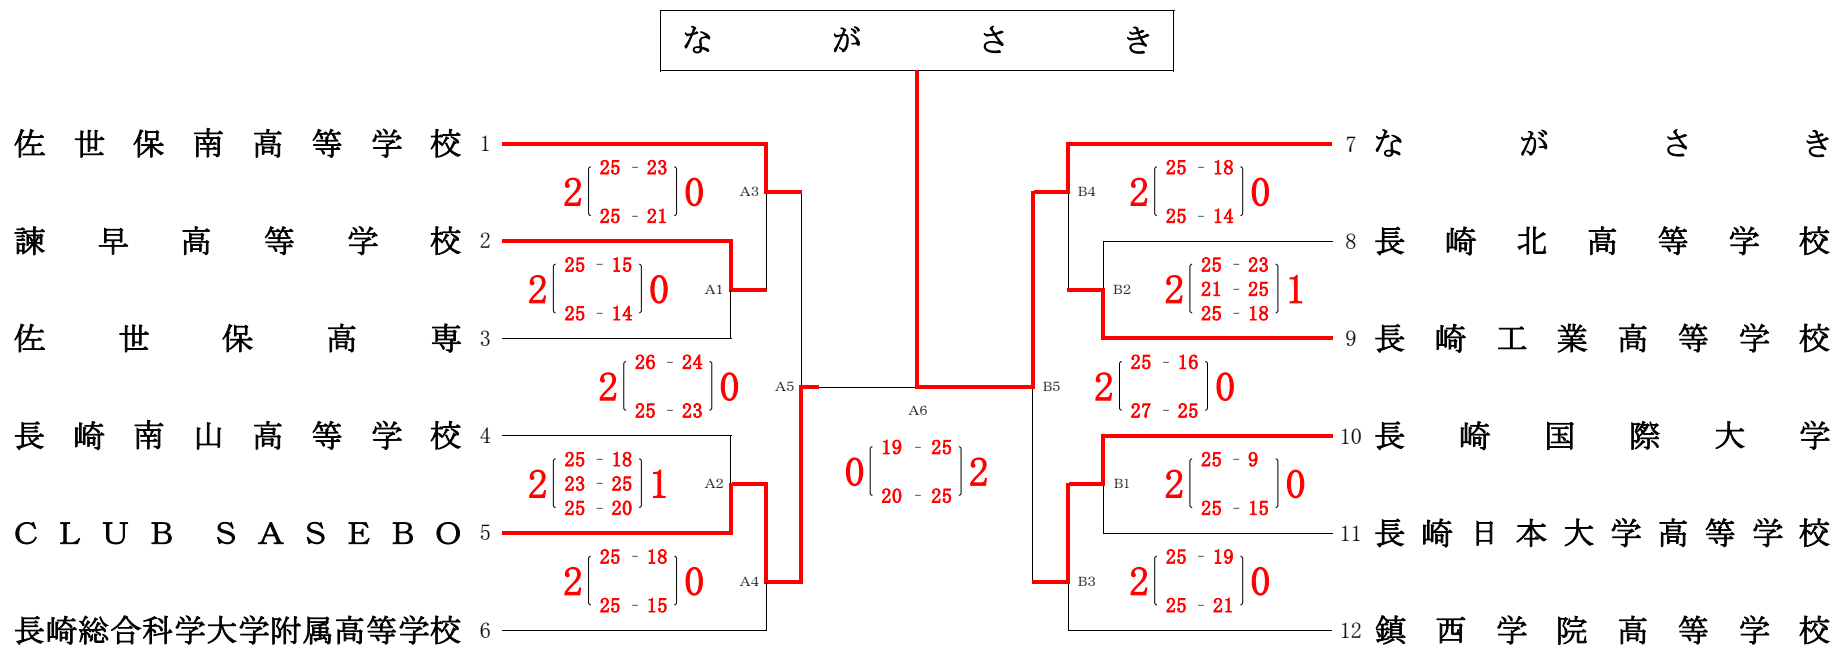 ながさき
佐世保南高等学校 1
7 ながさき
25 - 23
2 0 A3
25 - 21
B4 2 0
25 - 18
25 - 14
諫早高等学校 2
8 長崎北高等学校
25 - 15
2 0 A1
25 - 14
B2 2 1
25 - 23
21 - 25
25 - 18
佐世保高専 3
9 長崎工業高等学校
26 - 24
2 0 A5
25 - 23
B5 2 0
25 - 16
27 - 25
A6
長崎南山高等学校 4
10 長崎国際大学
19 - 25
0 2
20 - 25
25 - 18
2 23 - 25 1 A2
25 - 20
B1 2 0
25 - 9
25 - 15
CLUB SASEBO 5
11 長崎日本大学高等学校
25 - 18
2 0 A4
25 - 15
B3 2 0
25 - 19
25 - 21
長崎総合科学大学附属高等学校 6
12 鎮西学院高等学校